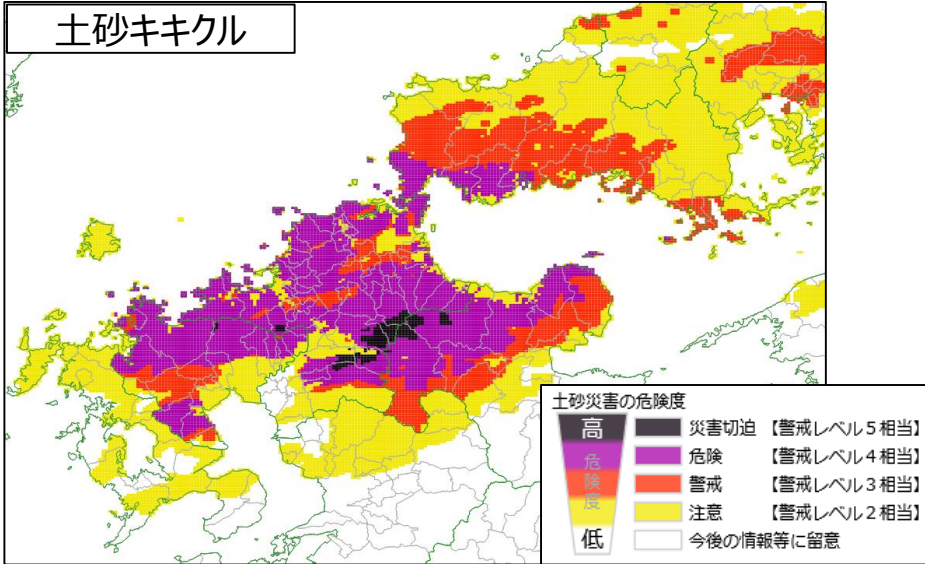 土砂キキクル
土砂災害の危険度
高
危
険
度
低
災害切迫 【警戒レベル5相当】
危険 【警戒レベル4相当】
警戒 【警戒レベル3相当】
注意 【警戒レベル2相当】
今後の情報等に留意